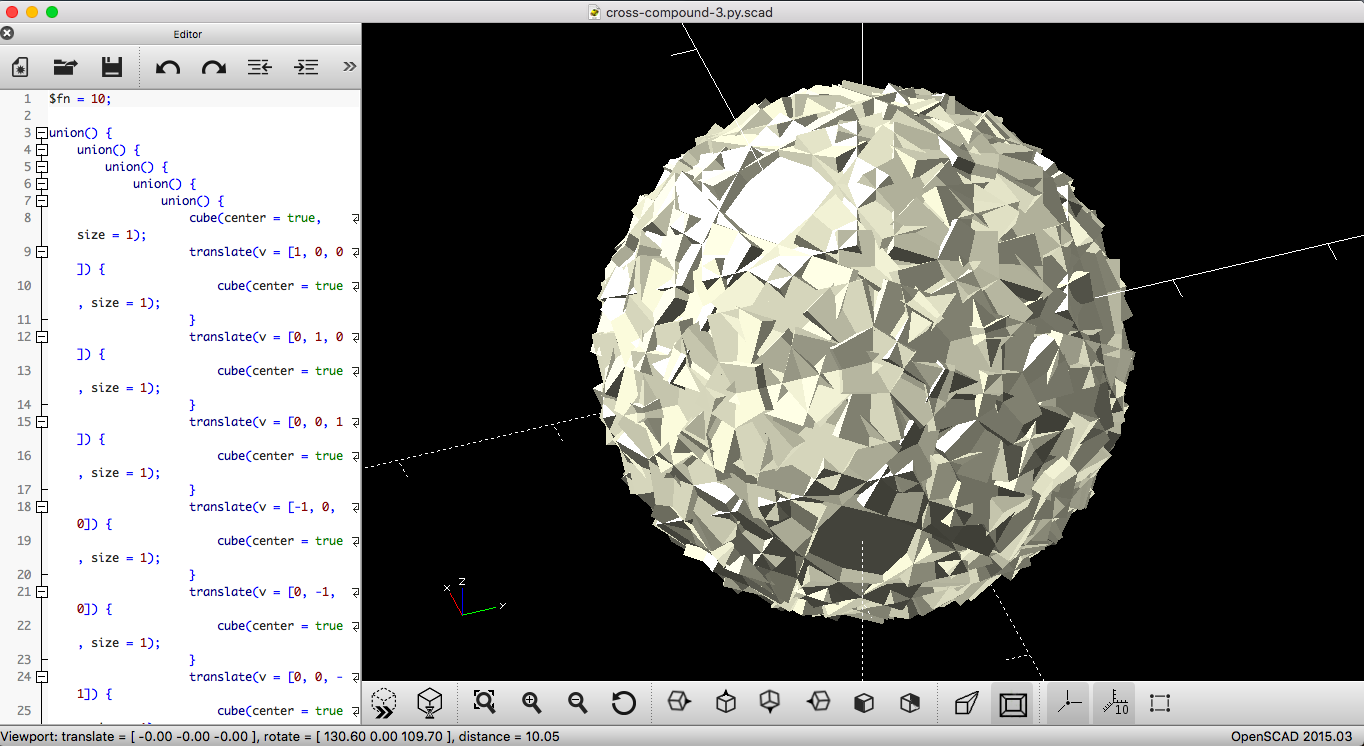 cross-compound-3.py.scad
Editor
1 $fn = 10;
2
3 union() {
4 union() {
5 union() {
6 union() {
7 union() {
8 cube(center = true,
size = 1);
9 translate(v = [1, 0, 0
]) {
10 cube(center = true
, size = 1);
11 }
12 translate(v = [0, 1, 0
]) {
13 cube(center = true
, size = 1);
14 }
15 translate(v = [0, 0, 1
]) {
16 cube(center = true
, size = 1);
17 }
18 translate(v = [-1, 0,
0]) {
19 cube(center = true
, size = 1);
20 }
21 translate(v = [0, -1,
0]) {
22 cube(center = true
, size = 1);
23 }
24 translate(v = [0, 0, -
1]) {
25 cube(center = true
x
z
y
10
Viewport: translate = [ -0.00 -0.00 -0.00 ], rotate = [ 130.60 0.00 109.70 ], distance = 10.05
OpenSCAD 2015.03